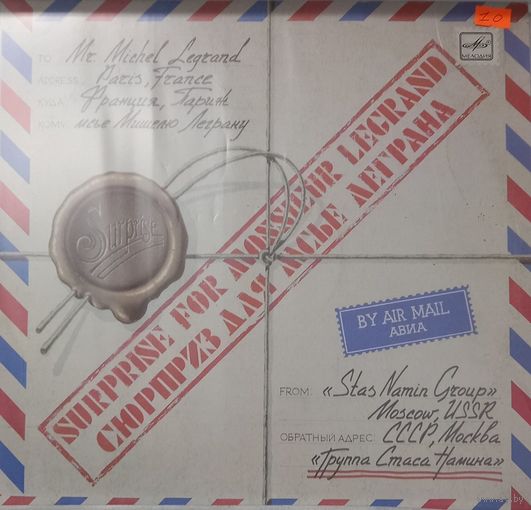 10
МЕЛОДИЯ
TO: Mr. Michel Legrand
ADDRESS: Paris, France
КУДА: Франция, Париж
КОМУ: мсье Мишелю Леграну
Surprise
SURPRISE FOR MONSIEUR LEGRAND
СЮРПРИЗ ДЛЯ МСЬЕ ЛЕГРАНА
BY AIR MAIL
АВИА
FROM: «Stas Namin Group»
Moscow, USSR
ОБРАТНЫЙ АДРЕС: СССР, Москва
«Группа Стаса Намина»